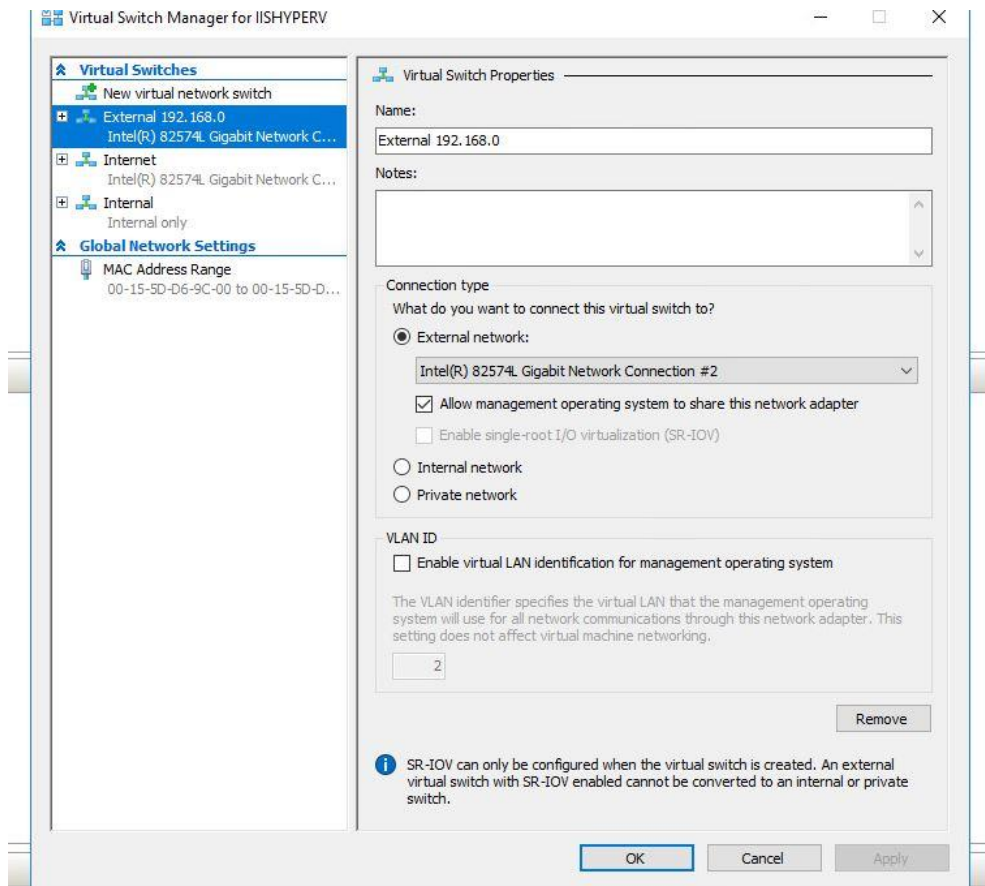 Virtual Switch Manager for IISHYPERV
Virtual Switches
New virtual network switch
External 192.168.0
Intel(R) 82574L Gigabit Network C...
Internet
Intel(R) 82574L Gigabit Network C...
Internal
Internal only
Global Network Settings
MAC Address Range
00-15-5D-D6-9C-00 to 00-15-5D-D...
Virtual Switch Properties
Name:
External 192.168.0
Notes:
Connection type
What do you want to connect this virtual switch to?
External network:
Intel(R) 82574L Gigabit Network Connection #2
Allow management operating system to share this network adapter
Enable single-root I/O virtualization (SR-IOV)
Internal network
Private network
VLAN ID
Enable virtual LAN identification for management operating system
The VLAN identifier specifies the virtual LAN that the management operating
system will use for all network communications through this network adapter. This
setting does not affect virtual machine networking.
2
Remove
SR-IOV can only be configured when the virtual switch is created. An external
virtual switch with SR-IOV enabled cannot be converted to an internal or private
switch.
OK
Cancel
Apply